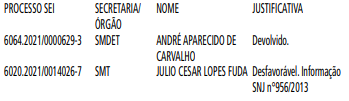 PROCESSO SEI SECRETARIA/ NOME JUSTIFICATIVA
ÓRGÃO
6064.2021/0000629-3 SMDET ANDRÉ APARECIDO DE Devolvido.
CARVALHO
6020.2021/0014026-7 SMT JULIO CESAR LOPES FUDA Desfavorável. Informação
SNJ nº956/2013